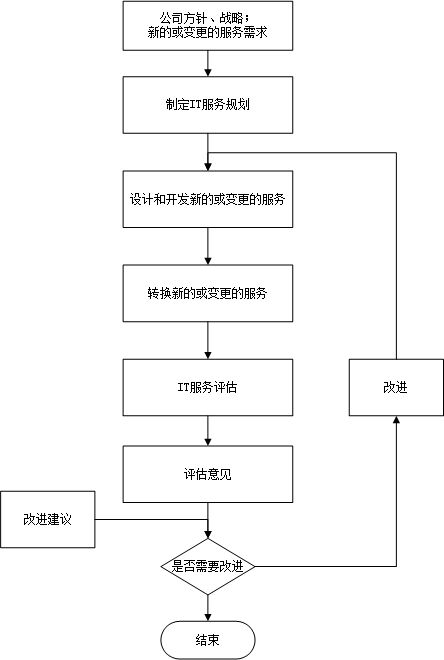 公司方针、战略；
新的或变更的服务需求
制定IT服务规划
设计和开发新的或变更的服务
转换新的或变更的服务
IT服务评估
改进
评估意见
改进建议
是否需要改进
结束